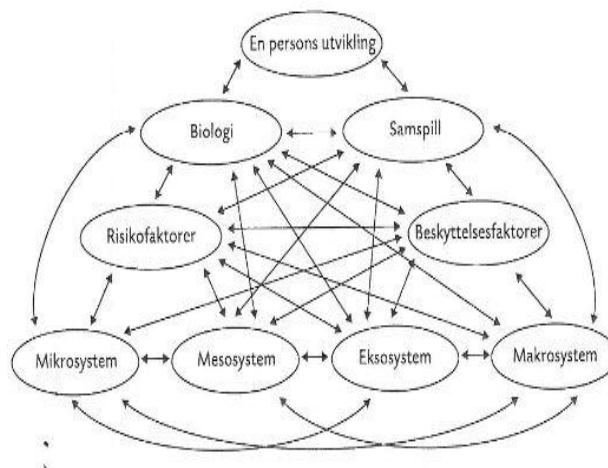 En persons utvikling
Biologi
Samspill
Risikofaktorer
Beskyttelsesfaktorer
Mikrosystem
Mesosystem
Eksosystem
Makrosystem